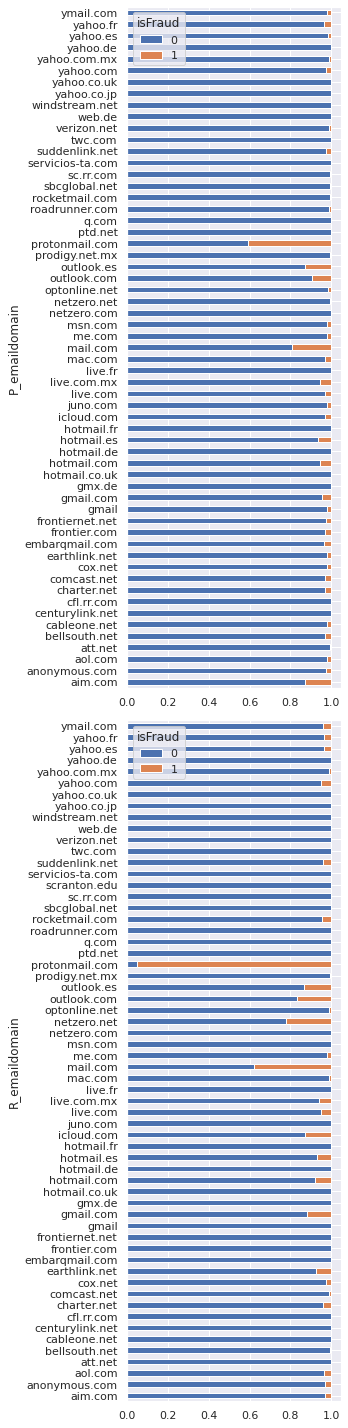 P_emaildomain
ymail.com
yahoo.fr
yahoo.es
yahoo.de
yahoo.com.mx
yahoo.com
yahoo.co.uk
yahoo.co.jp
windstream.net
web.de
verizon.net
twc.com
suddenlink.net
servicios-ta.com
sc.rr.com
sbcglobal.net
rocketmail.com
roadrunner.com
q.com
ptd.net
protonmail.com
prodigy.net.mx
outlook.es
outlook.com
optonline.net
netzero.net
netzero.com
msn.com
me.com
mail.com
mac.com
live.fr
live.com.mx
live.com
juno.com
icloud.com
hotmail.fr
hotmail.es
hotmail.de
hotmail.com
hotmail.co.uk
gmx.de
gmail.com
gmail
frontiernet.net
frontier.com
embarqmail.com
earthlink.net
cox.net
comcast.net
charter.net
cfl.rr.com
centurylink.net
cableone.net
bellsouth.net
att.net
aol.com
anonymous.com
aim.com
isFraud
0
1
0.0 0.2 0.4 0.6 0.8 1.0
R_emaildomain
ymail.com
yahoo.fr
yahoo.es
yahoo.de
yahoo.com.mx
yahoo.com
yahoo.co.uk
yahoo.co.jp
windstream.net
web.de
verizon.net
twc.com
suddenlink.net
servicios-ta.com
scranton.edu
sc.rr.com
sbcglobal.net
rocketmail.com
roadrunner.com
q.com
ptd.net
protonmail.com
prodigy.net.mx
outlook.es
outlook.com
optonline.net
netzero.net
netzero.com
msn.com
me.com
mail.com
mac.com
live.fr
live.com.mx
live.com
juno.com
icloud.com
hotmail.fr
hotmail.es
hotmail.de
hotmail.com
hotmail.co.uk
gmx.de
gmail.com
gmail
frontiernet.net
frontier.com
embarqmail.com
earthlink.net
cox.net
comcast.net
charter.net
cfl.rr.com
centurylink.net
cableone.net
bellsouth.net
att.net
aol.com
anonymous.com
aim.com
isFraud
0
1
0.0 0.2 0.4 0.6 0.8 1.0